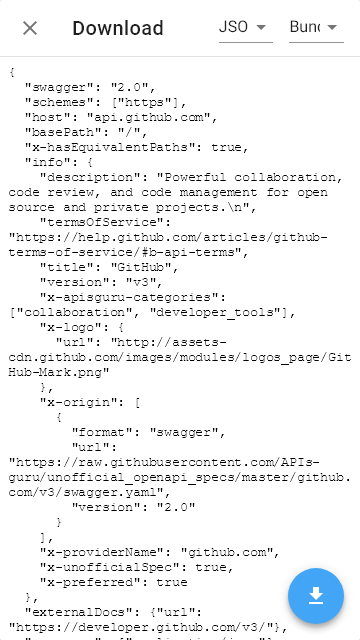 Download JSO Bunc
{
"swagger": "2.0",
"schemes": ["https"],
"host": "api.github.com",
"basePath": "/",
"x-hasEquivalentPaths": true,
"info": {
"description": "Powerful collaboration,
code review, and code management for open
source and private projects.\n",
"termsOfService":
"https://help.github.com/articles/github-
terms-of-service/#b-api-terms",
"title": "GitHub",
"version": "v3",
"x-apisguru-categories":
["collaboration", "developer_tools"],
"x-logo": {
"url": "http://assets-
cdn.github.com/images/modules/logos_page/Git
Hub-Mark.png"
},
"x-origin": [
{
"format": "swagger",
"url":
"https://raw.githubusercontent.com/APIs-
guru/unofficial_openapi_specs/master/github.
com/v3/swagger.yaml",
"version": "2.0"
}
],
"x-providerName": "github.com",
"x-unofficialSpec": true,
"x-preferred": true
},
"externalDocs": {"url":
"https://developer.github.com/v3/"},